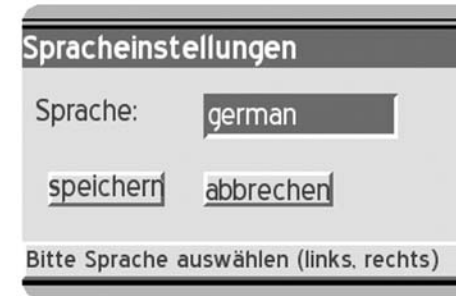 Spracheinstellungen
Sprache: german
speichern abbrechen
Bitte Sprache auswählen (links, rechts)